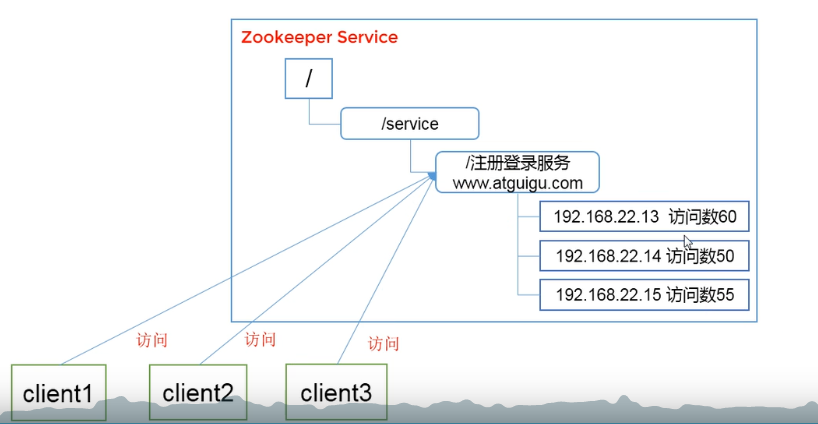 Zookeeper Service
/
/service
/注册登录服务
www.atguigu.com
192.168.22.13 访问数60
192.168.22.14 访问数50
192.168.22.15 访问数55
访问
访问
访问
client1
client2
client3